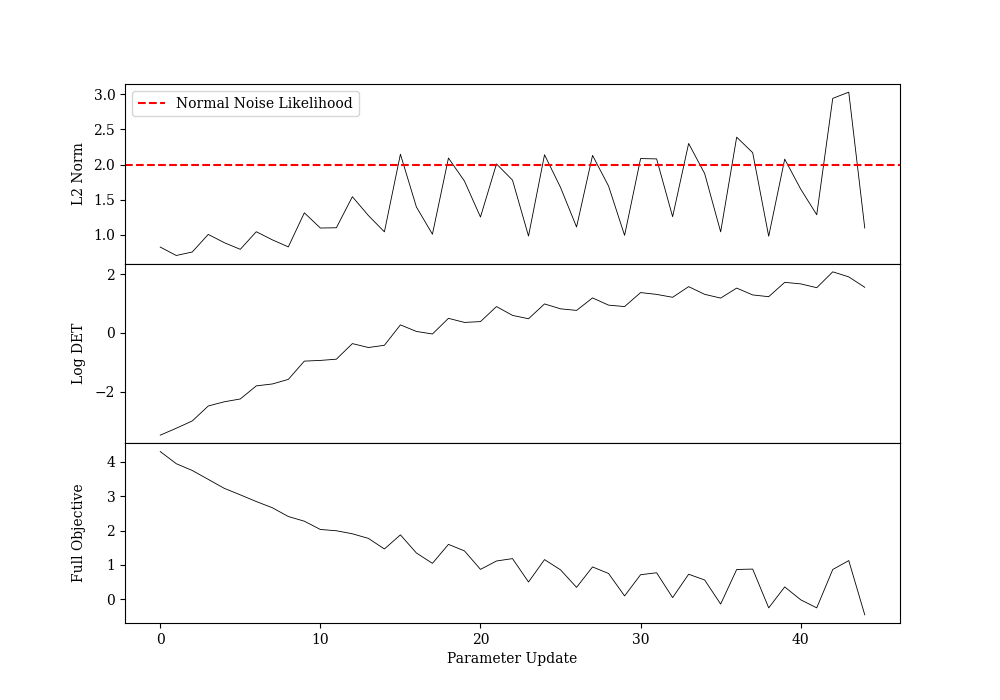 Normal Noise Likelihood
L2 Norm
3.0
2.5
2.0
1.5
1.0
Log DET
2
0
−2
Full Objective
4
3
2
1
0
0 10 20 30 40
Parameter Update